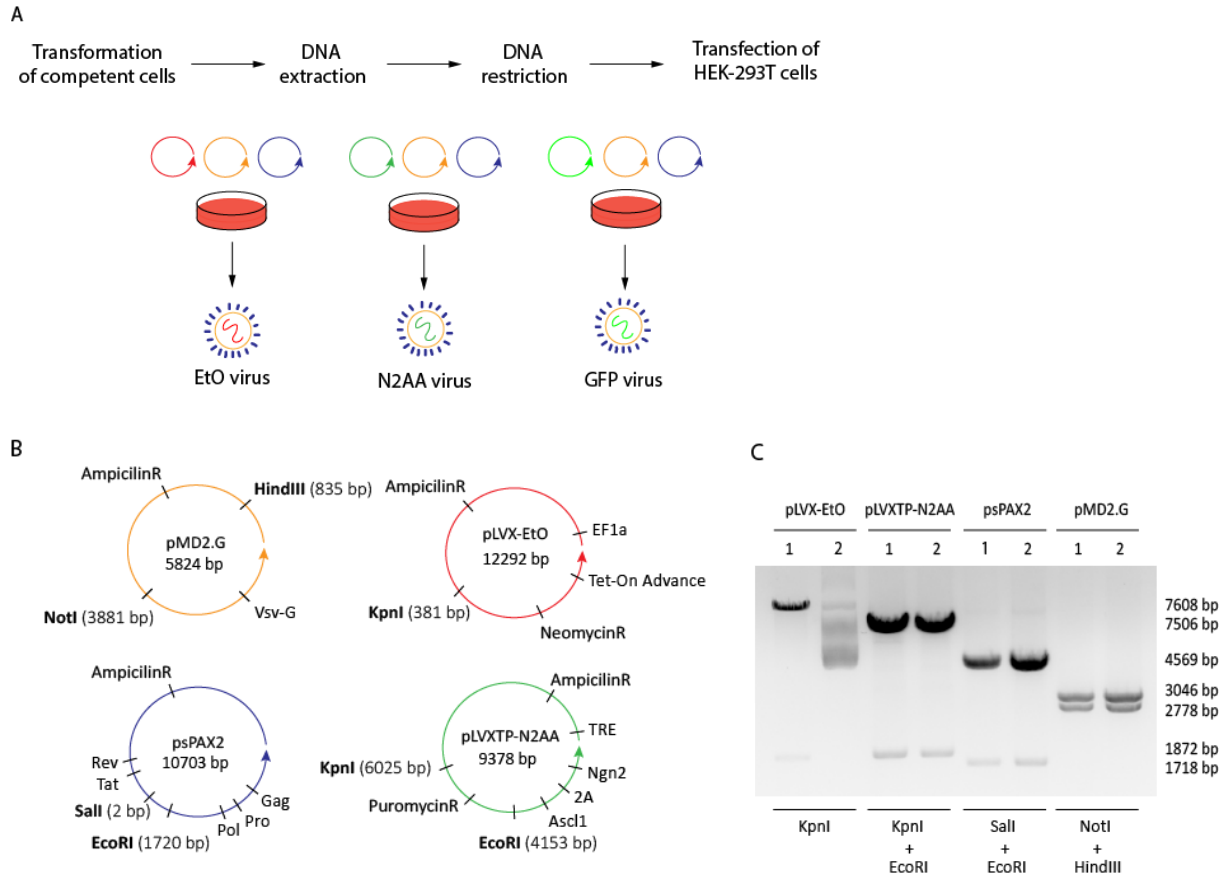 A
Transformation
of competent cells
DNA
extraction
DNA
restriction
Transfection of
HEK-293T cells
EtO virus
N2AA virus
GFP virus
B
AmpicilinR
HindIII (835 bp)
pMD2.G
5824 bp
NotI (3881 bp)
Vsv-G
AmpicilinR
pLVX-EtO
12292 bp
EF1a
Tet-On Advance
KpnI (381 bp)
NeomycinR
AmpicilinR
psPAX2
10703 bp
Rev
Tat
SalI (2 bp)
EcoRI (1720 bp)
Pol
Pro
Gag
AmpicilinR
TRE
pLVXTP-N2AA
9378 bp
KpnI (6025 bp)
Ngn2
2A
PuromycinR
Ascl1
EcoRI (4153 bp)
C
pLVX-EtO pLVXTP-N2AA psPAX2 pMD2.G
1 2 1 2 1 2 1 2
7608 bp
7506 bp
4569 bp
3046 bp
2778 bp
1872 bp
1718 bp
KpnI
KpnI
+
EcoRI
SalI
+
EcoRI
NotI
+
HindIII